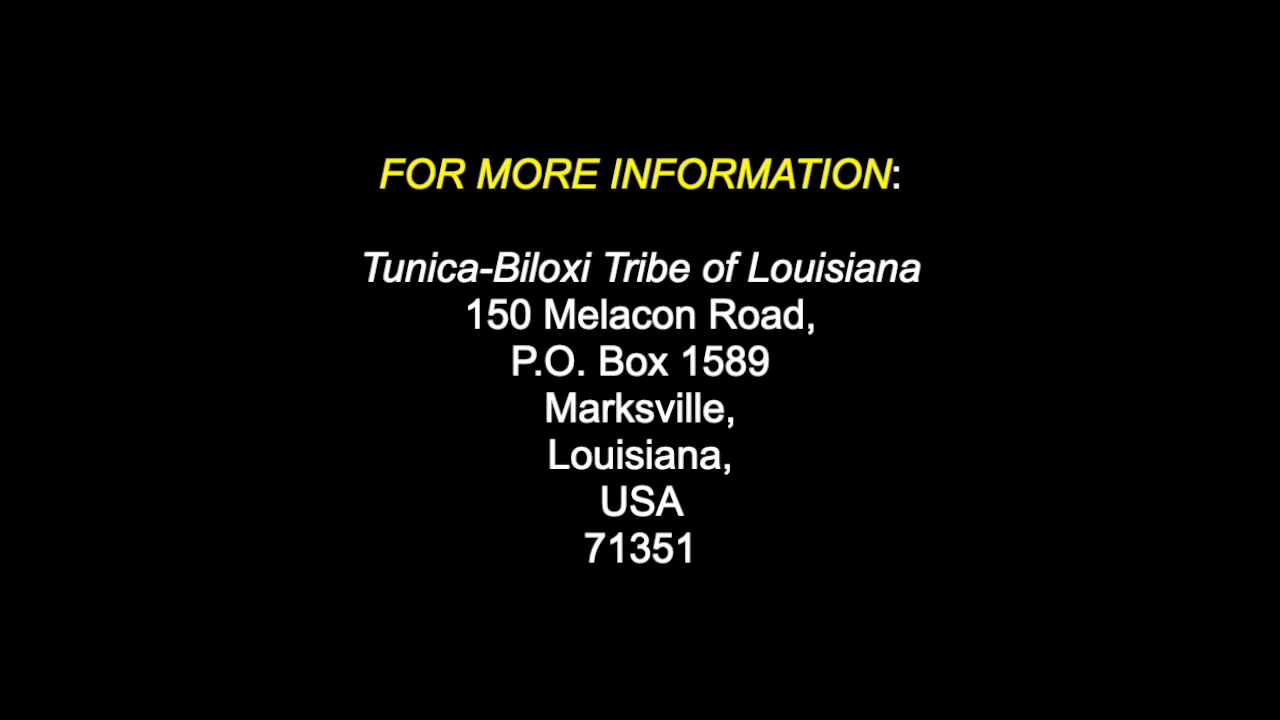 FOR MORE INFORMATION:
Tunica-Biloxi Tribe of Louisiana
150 Melacon Road,
P.O. Box 1589
Marksville,
Louisiana,
USA
71351